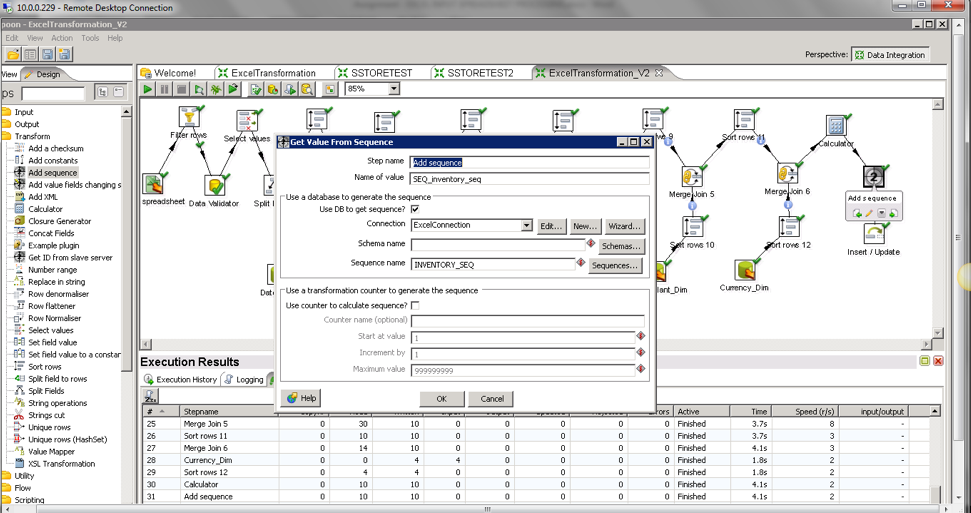 10.0.0.229 - Remote Desktop Connection
poon - ExcelTransformation_V2
Edit View Action Tools Help
Perspective: Data Integration
View Design
Welcome! ExcelTransformation SSTORETEST SSTORETEST2 ExcelTransformation_V2
ps
85%
Input
Output
Transform
Add a checksum
Add constants
Add sequence
Add value fields changing s
Add XML
Calculator
Closure Generator
Concat Fields
Example plugin
Get ID from slave server
Number range
Replace in string
Row denormaliser
Row flattener
Row Normaliser
Select values
Set field value
Set field value to a constan
Sort rows
Split field to rows
Split Fields
String operations
Strings cut
Unique rows
Unique rows (HashSet)
Value Mapper
XSL Transformation
Utility
Flow
Scripting
Filter rows
Select values
spreadsheet
Data Validator
Split
Sort rows 11
Calculator
Merge Join 5
Merge Join 6
Add sequence
Sort rows 10
Sort rows 12
Insert / Update
Currency_Dim
Get Value From Sequence
Step name Add sequence
Name of value SEQ_inventory_seq
Use a database to generate the sequence
Use DB to get sequence?
Connection ExcelConnection Edit... New... Wizard...
Schema name Schemas...
Sequence name INVENTORY_SEQ Sequences...
Use a transformation counter to generate the sequence
Use counter to calculate sequence?
Counter name (optional)
Start at value 1
Increment by 1
Maximum value 999999999
Help OK Cancel
Execution Results
Execution History Logging
# Stepname Active Time Speed (r/s) input/output
25 Merge Join 5 0 30 10 0 0 0 0 0 Finished 3.7s 8 -
26 Sort rows 11 0 10 10 0 0 0 0 0 Finished 3.7s 3 -
27 Merge Join 6 0 14 10 0 0 0 0 0 Finished 4.1s 3 -
28 Currency_Dim 0 0 4 4 0 0 0 0 Finished 1.8s 2 -
29 Sort rows 12 0 4 4 0 0 0 0 0 Finished 1.8s 2 -
30 Calculator 0 10 10 0 0 0 0 0 Finished 4.1s 2 -
31 Add sequence 0 10 10 0 0 0 0 0 Finished 4.1s 2 -